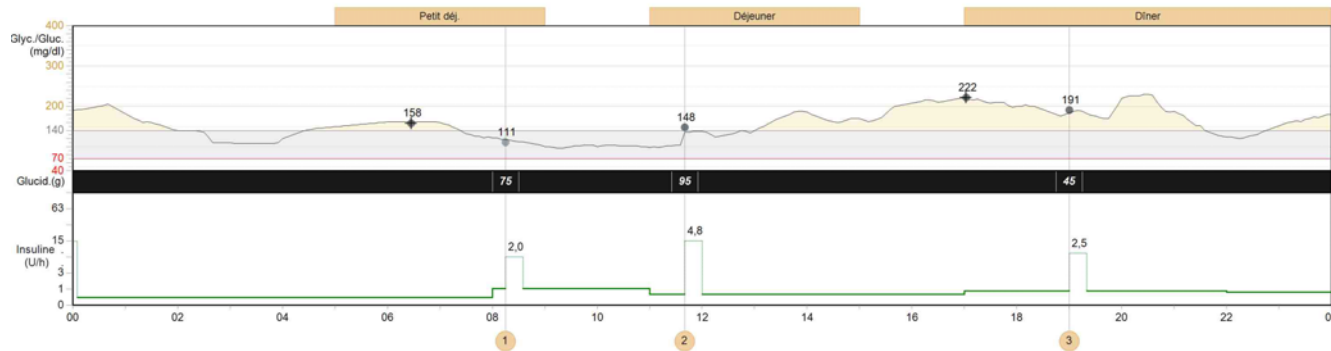 Petit déj. Déjeuner Dîner
400
Glyc./Gluc.
(mg/dl)
300
222
200
191
158
148
140
111
70
40
Glucid.(g) 75 95 45
63
4,8
15
2,0 2,5
Insuline
(U/h)
3
1
0
00 02 04 06 08 10 12 14 16 18 20 22
1 2 3